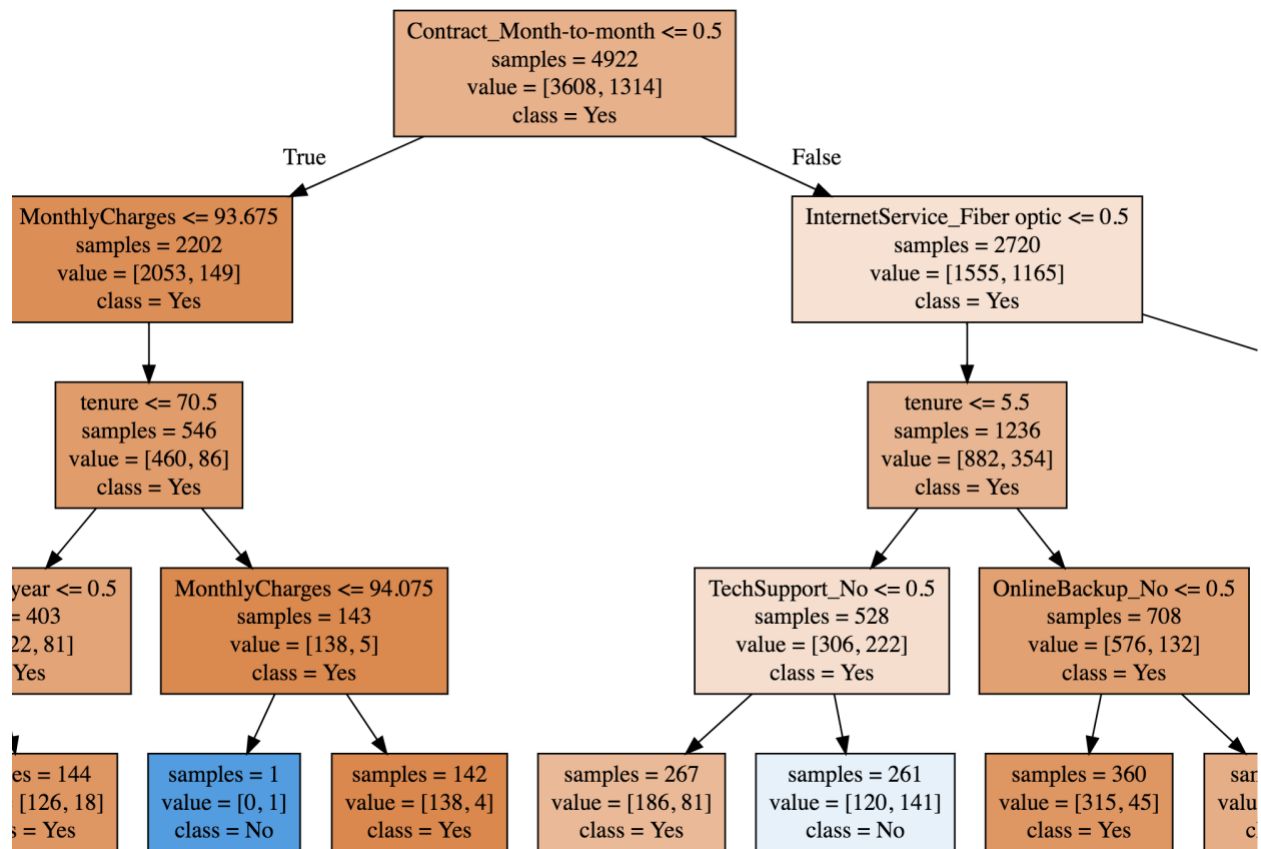 Contract_Month-to-month <= 0.5
samples = 4922
value = [3608, 1314]
class = Yes
True
False
MonthlyCharges <= 93.675
samples = 2202
value = [2053, 149]
class = Yes
InternetService_Fiber optic <= 0.5
samples = 2720
value = [1555, 1165]
class = Yes
tenure <= 70.5
samples = 546
value = [460, 86]
class = Yes
tenure <= 5.5
samples = 1236
value = [882, 354]
class = Yes
year <= 0.5
= 403
22, 81]
Yes
MonthlyCharges <= 94.075
samples = 143
value = [138, 5]
class = Yes
TechSupport_No <= 0.5
samples = 528
value = [306, 222]
class = Yes
OnlineBackup_No <= 0.5
samples = 708
value = [576, 132]
class = Yes
es = 144
[126, 18]
s = Yes
samples = 1
value = [0, 1]
class = No
samples = 142
value = [138, 4]
class = Yes
samples = 267
value = [186, 81]
class = Yes
samples = 261
value = [120, 141]
class = No
samples = 360
value = [315, 45]
class = Yes